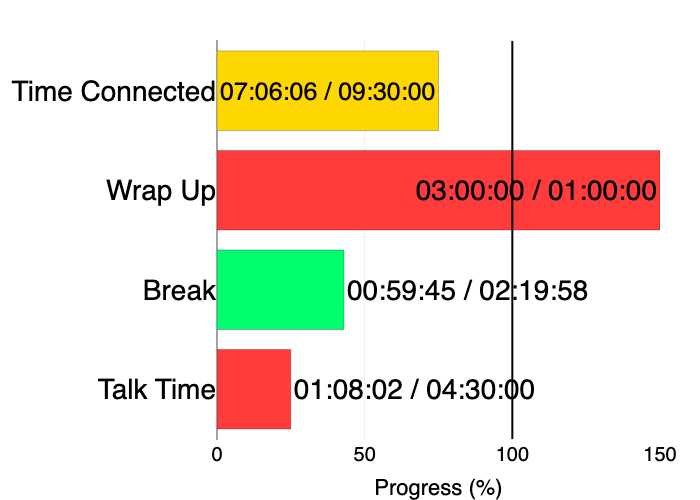 Time Connected 07:06:06 / 09:30:00
Wrap Up 03:00:00 / 01:00:00
Break 00:59:45 / 02:19:58
Talk Time 01:08:02 / 04:30:00
0 50 100 150
Progress (%)